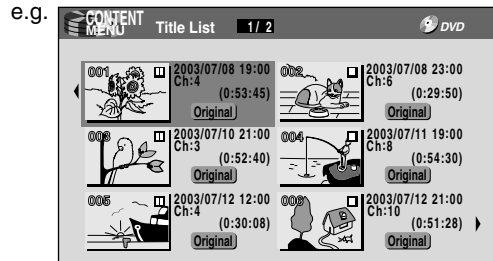 e.g.
CONTENT MENU Title List 1/ 2 DVD
001 2003/07/08 19:00
Ch:4
(0:53:45)
Original
002 2003/07/08 23:00
Ch:6
(0:29:50)
Original
003 2003/07/10 21:00
Ch:3
(0:52:40)
Original
004 2003/07/11 19:00
Ch:8
(0:54:30)
Original
005 2003/07/12 12:00
Ch:4
(0:30:08)
Original
006 2003/07/12 21:00
Ch:10
(0:51:28)
Original